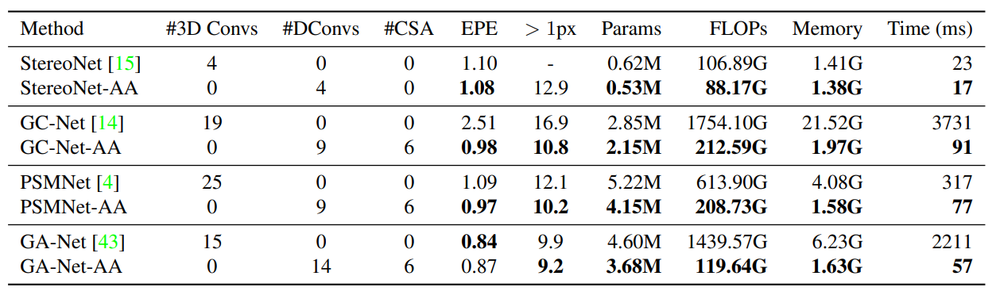 Method #3D Convs #DConvs #CSA EPE > 1px Params FLOPs Memory Time (ms)
StereoNet [15] 4 0 0 1.10 - 0.62M 106.89G 1.41G 23
StereoNet-AA 0 4 0 1.08 12.9 0.53M 88.17G 1.38G 17
GC-Net [14] 19 0 0 2.51 16.9 2.85M 1754.10G 21.52G 3731
GC-Net-AA 0 9 6 0.98 10.8 2.15M 212.59G 1.97G 91
PSMNet [4] 25 0 0 1.09 12.1 5.22M 613.90G 4.08G 317
PSMNet-AA 0 9 6 0.97 10.2 4.15M 208.73G 1.58G 77
GA-Net [43] 15 0 0 0.84 9.9 4.60M 1439.57G 6.23G 2211
GA-Net-AA 0 14 6 0.87 9.2 3.68M 119.64G 1.63G 57